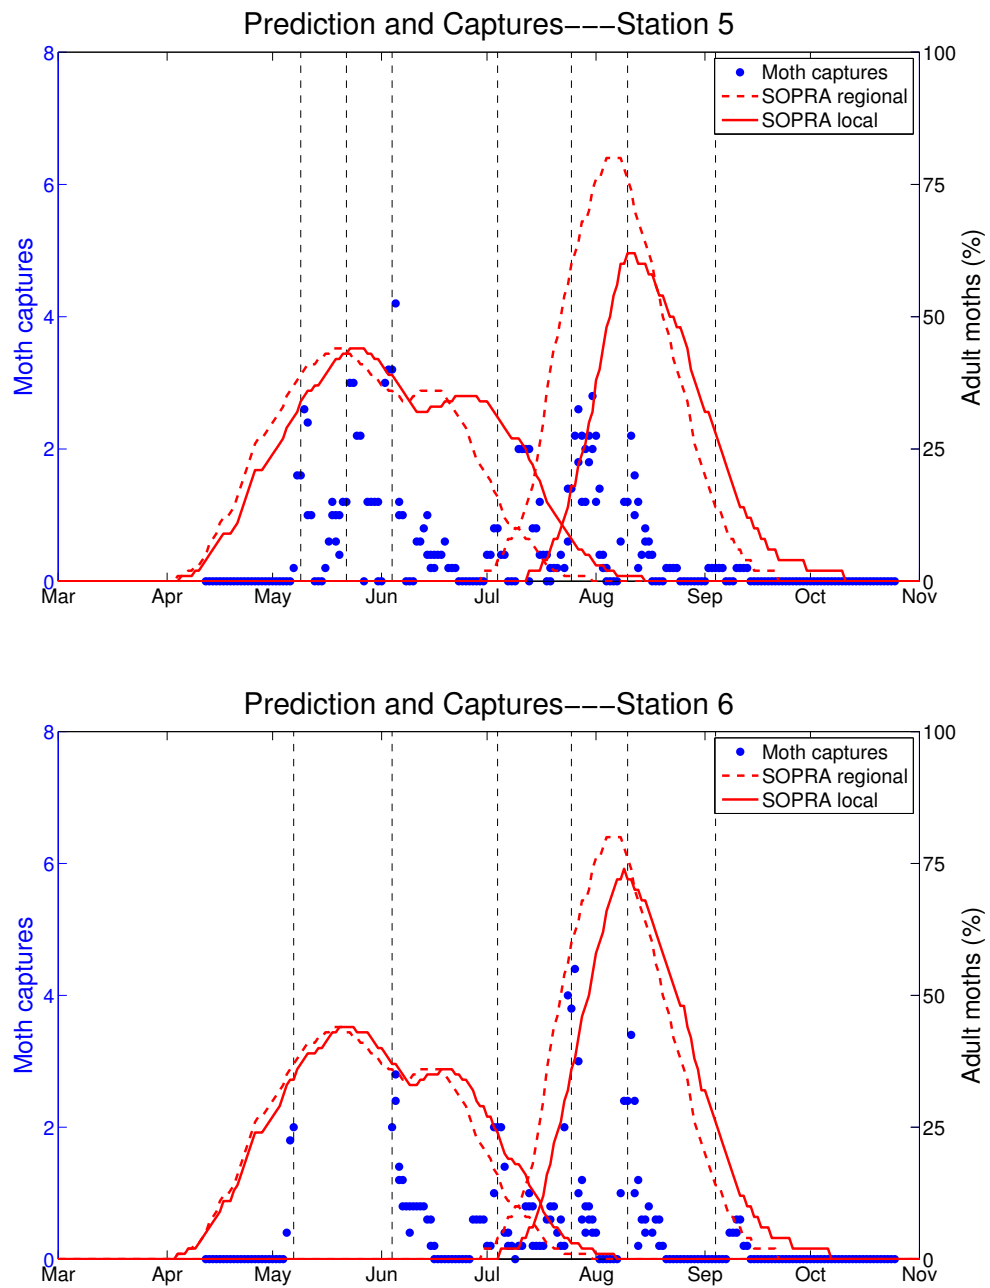 Prediction and Captures−−−Station 5
8
100
Moth captures
SOPRA regional
SOPRA local
6
75
Moth captures
Adult moths (%)
4
50
2
25
0
0
Mar Apr May Jun Jul Aug Sep Oct Nov
Prediction and Captures−−−Station 6
8
100
Moth captures
SOPRA regional
SOPRA local
6
75
Moth captures
Adult moths (%)
4
50
2
25
0
0
Mar Apr May Jun Jul Aug Sep Oct Nov